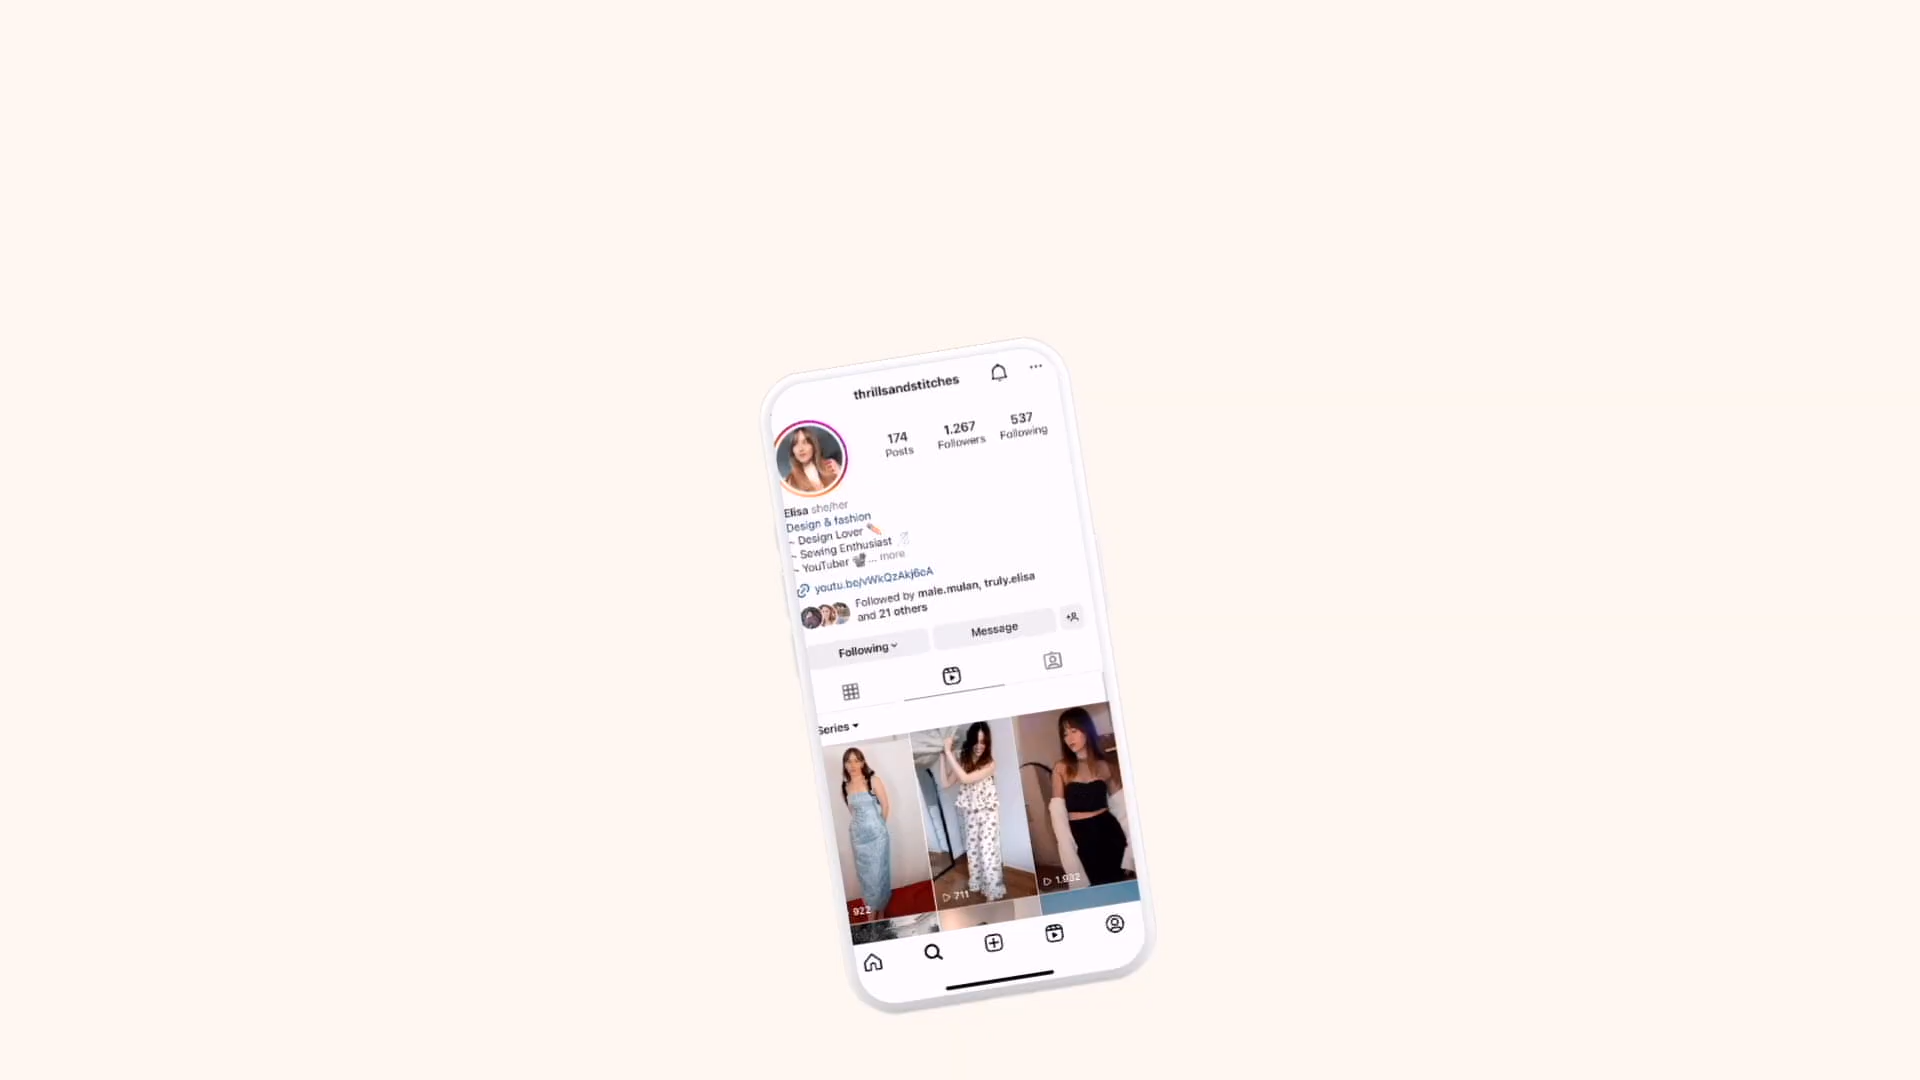 thrillsandstitches
174
Posts
1.267
Followers
537
Following
Elisa she/her
Design & fashion
~ Design Lover
~ Sewing Enthusiast
~ YouTuber ... more
youtu.be/vWkQzAkj6cA
Followed by male.mulan, truly.elisa
and 21 others
Following
Message
Series
922
711
1.932